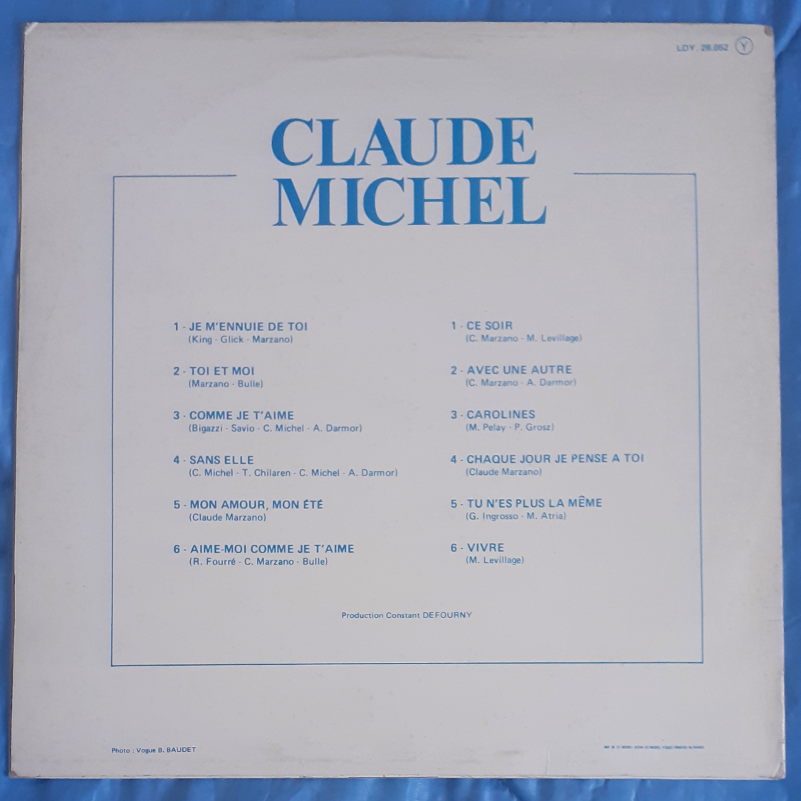 LDY. 28.052 Y
CLAUDE
MICHEL
1 - JE M'ENNUIE DE TOI
(King - Glick - Marzano)
2 - TOI ET MOI
(Marzano - Bulle)
3 - COMME JE T'AIME
(Bigazzi - Savio - C. Michel - A. Darmor)
4 - SANS ELLE
(C. Michel - T. Chilaren - C. Michel - A. Darmor)
5 - MON AMOUR, MON ÉTÉ
(Claude Marzano)
6 - AIME-MOI COMME JE T'AIME
(R. Fourré - C. Marzano - Bulle)
1 - CE SOIR
(C. Marzano - M. Levillage)
2 - AVEC UNE AUTRE
(C. Marzano - A. Darmor)
3 - CAROLINES
(M. Pelay - P. Grosz)
4 - CHAQUE JOUR JE PENSE A TOI
(Claude Marzano)
5 - TU N'ES PLUS LA MÊME
(G. Ingrosso - M. Atria)
6 - VIVRE
(M. Levillage)
Production Constant DEFOURNY
Photo : Vogue B. BAUDET